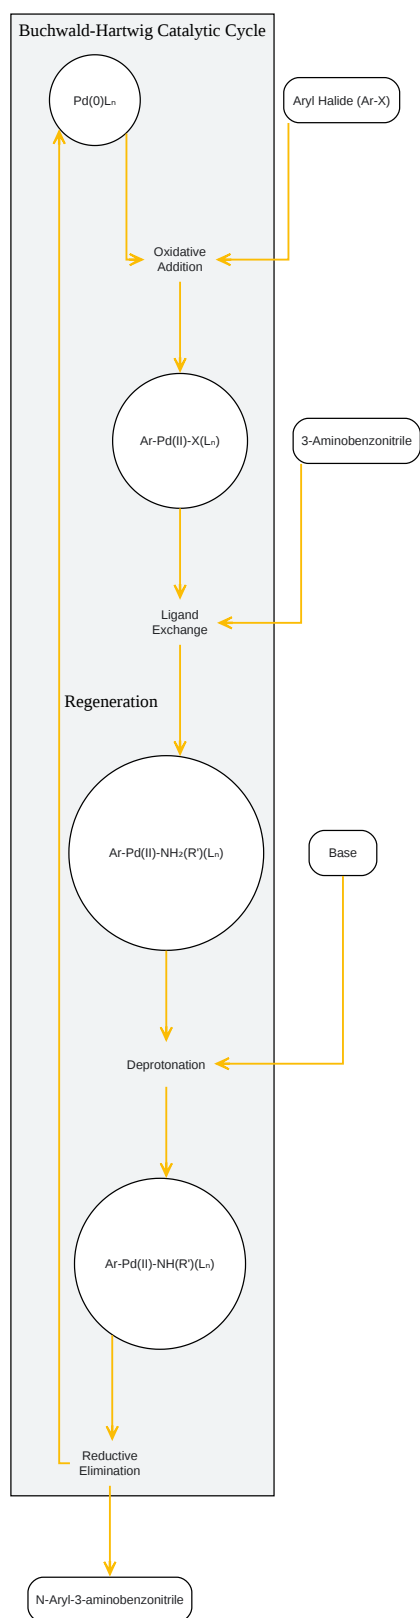 Buchwald-Hartwig Catalytic Cycle
Pd(0)Lₙ
Aryl Halide (Ar-X)
Oxidative
Addition
Ar-Pd(II)-X(Lₙ)
3-Aminobenzonitrile
Ligand
Exchange
Regeneration
Ar-Pd(II)-NH₂(R')(Lₙ)
Base
Deprotonation
Ar-Pd(II)-NH(R')(Lₙ)
Reductive
Elimination
N-Aryl-3-aminobenzonitrile